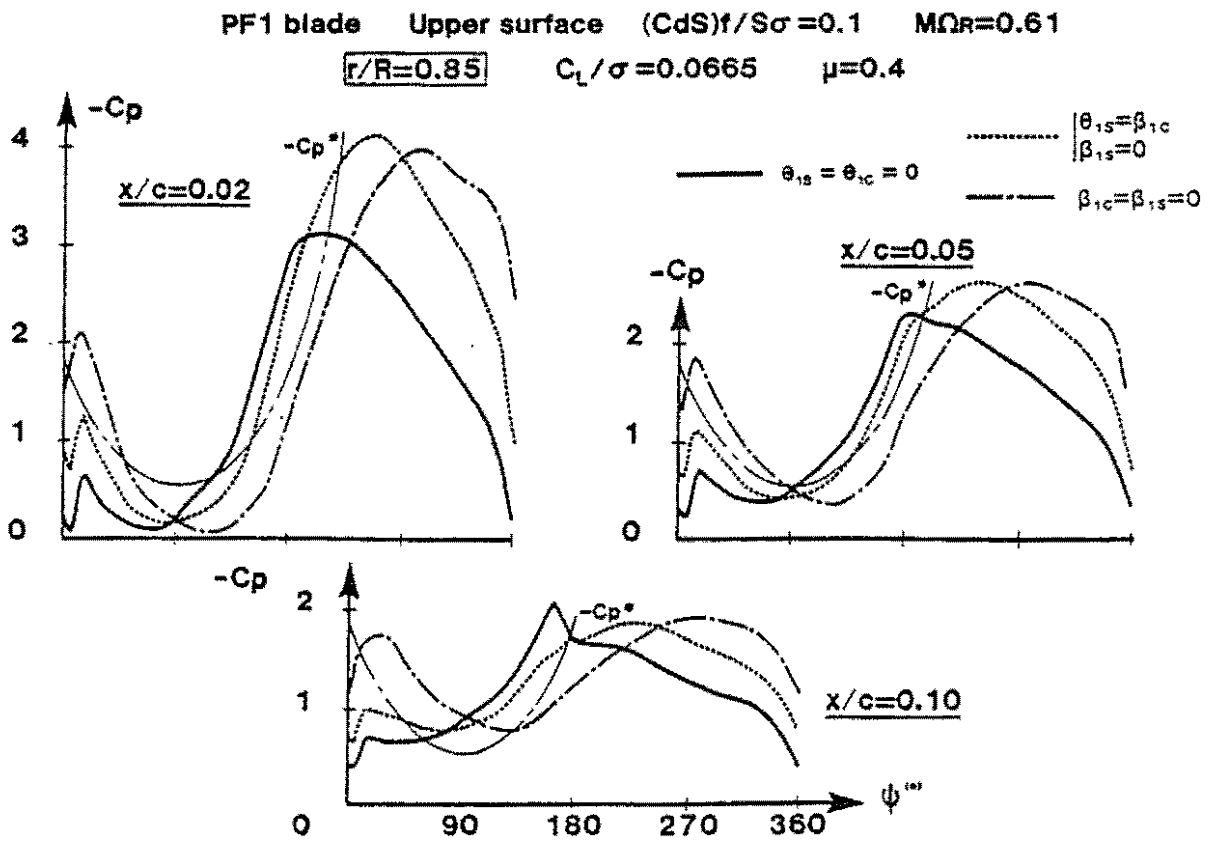 PF1 blade Upper surface (CdS)f/Sσ=0.1 MΩR=0.61
r/R=0.85 C_L/σ=0.0665 μ=0.4
-Cp
4
3
2
1
0
x/c=0.02
-Cp*
θ₁s = θ₁c = 0
θ₁s=β₁c
β₁s=0
β₁c=β₁s=0
-Cp
2
1
0
x/c=0.05
-Cp*
-Cp
2
1
-Cp*
x/c=0.10
0 90 180 270 360 ψ(°)